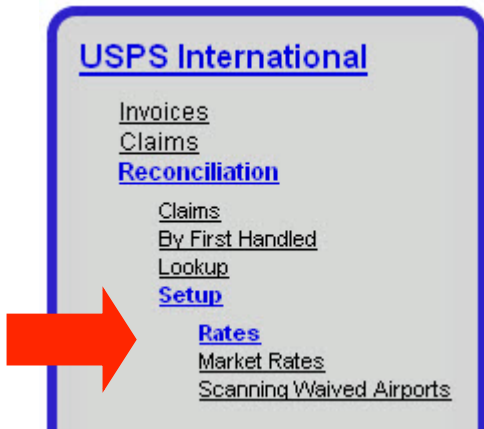 USPS International
Invoices
Claims
Reconciliation
Claims
By First Handled
Lookup
Setup
Rates
Market Rates
Scanning Waived Airports